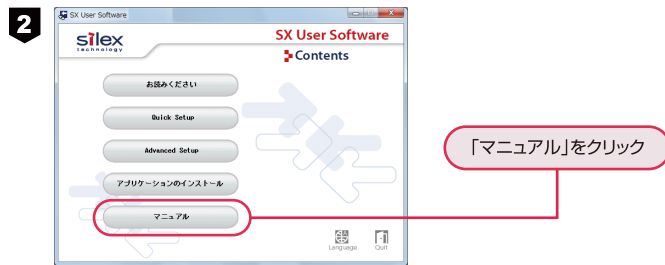 2
SX User Software
silex
technology
SX User Software
Contents
お読みください
Quick Setup
Advanced Setup
アプリケーションのインストール
マニュアル
「マニュアル」をクリック
Language
Quit